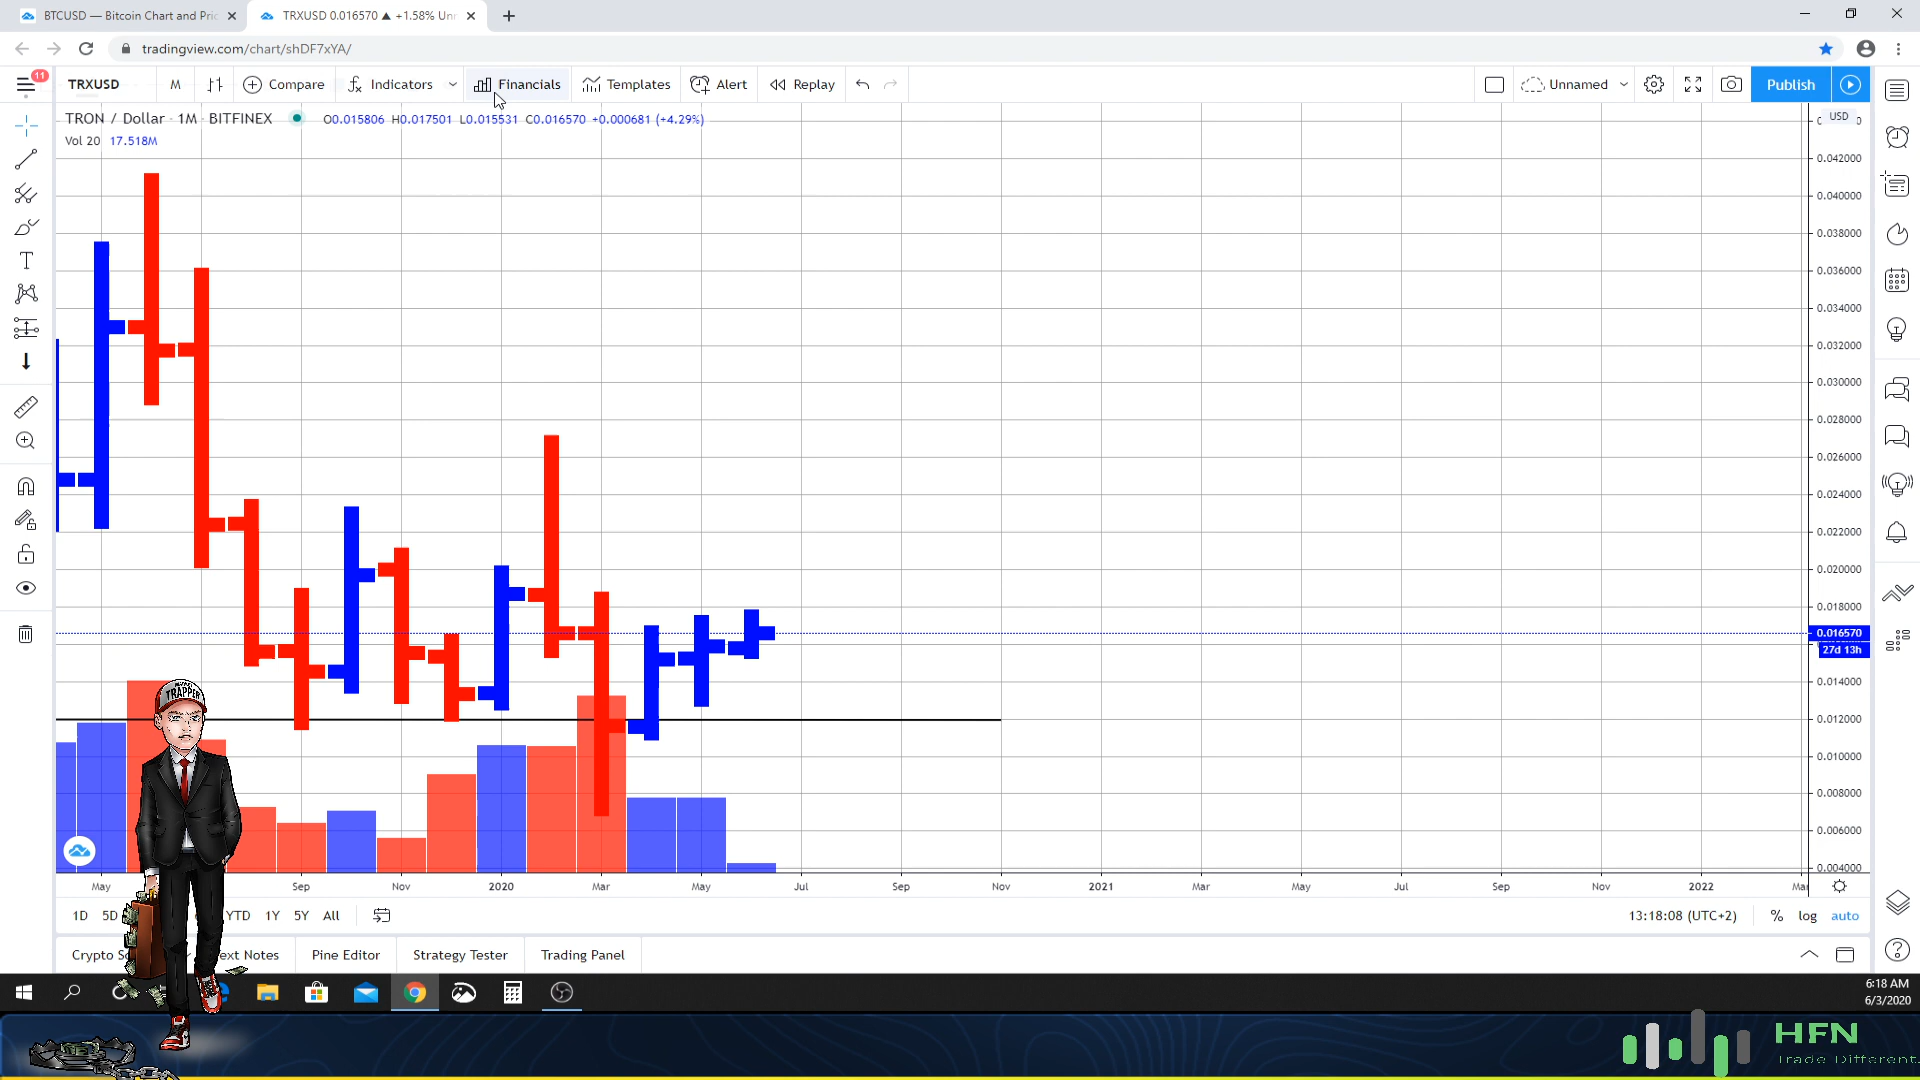 BTCUSD — Bitcoin Chart and Pric
TRXUSD 0.016570 ▲ +1.58% Unn
tradingview.com/chart/shDF7xYA/
11
TRXUSD M Compare Indicators Financials Templates Alert Replay Unnamed Publish
TRON / Dollar · 1M · BITFINEX O0.015806 H0.017501 L0.015531 C0.016570 +0.000681 (+4.29%)
Vol 20 17.518M
USD
0.042000
0.040000
0.038000
0.036000
0.034000
0.032000
0.030000
0.028000
0.026000
0.024000
0.022000
0.020000
0.018000
0.016570
27d 13h
0.014000
0.012000
0.010000
0.008000
0.006000
0.004000
TRAPPER
May Sep Nov 2020 Mar May Jul Sep Nov 2021 Mar May Jul Sep Nov 2022 Mar
1D 5D YTD 1Y 5Y All 13:18:08 (UTC+2) % log auto
Crypto ext Notes Pine Editor Strategy Tester Trading Panel
6:18 AM
6/3/2020
HFN
Trade Different.